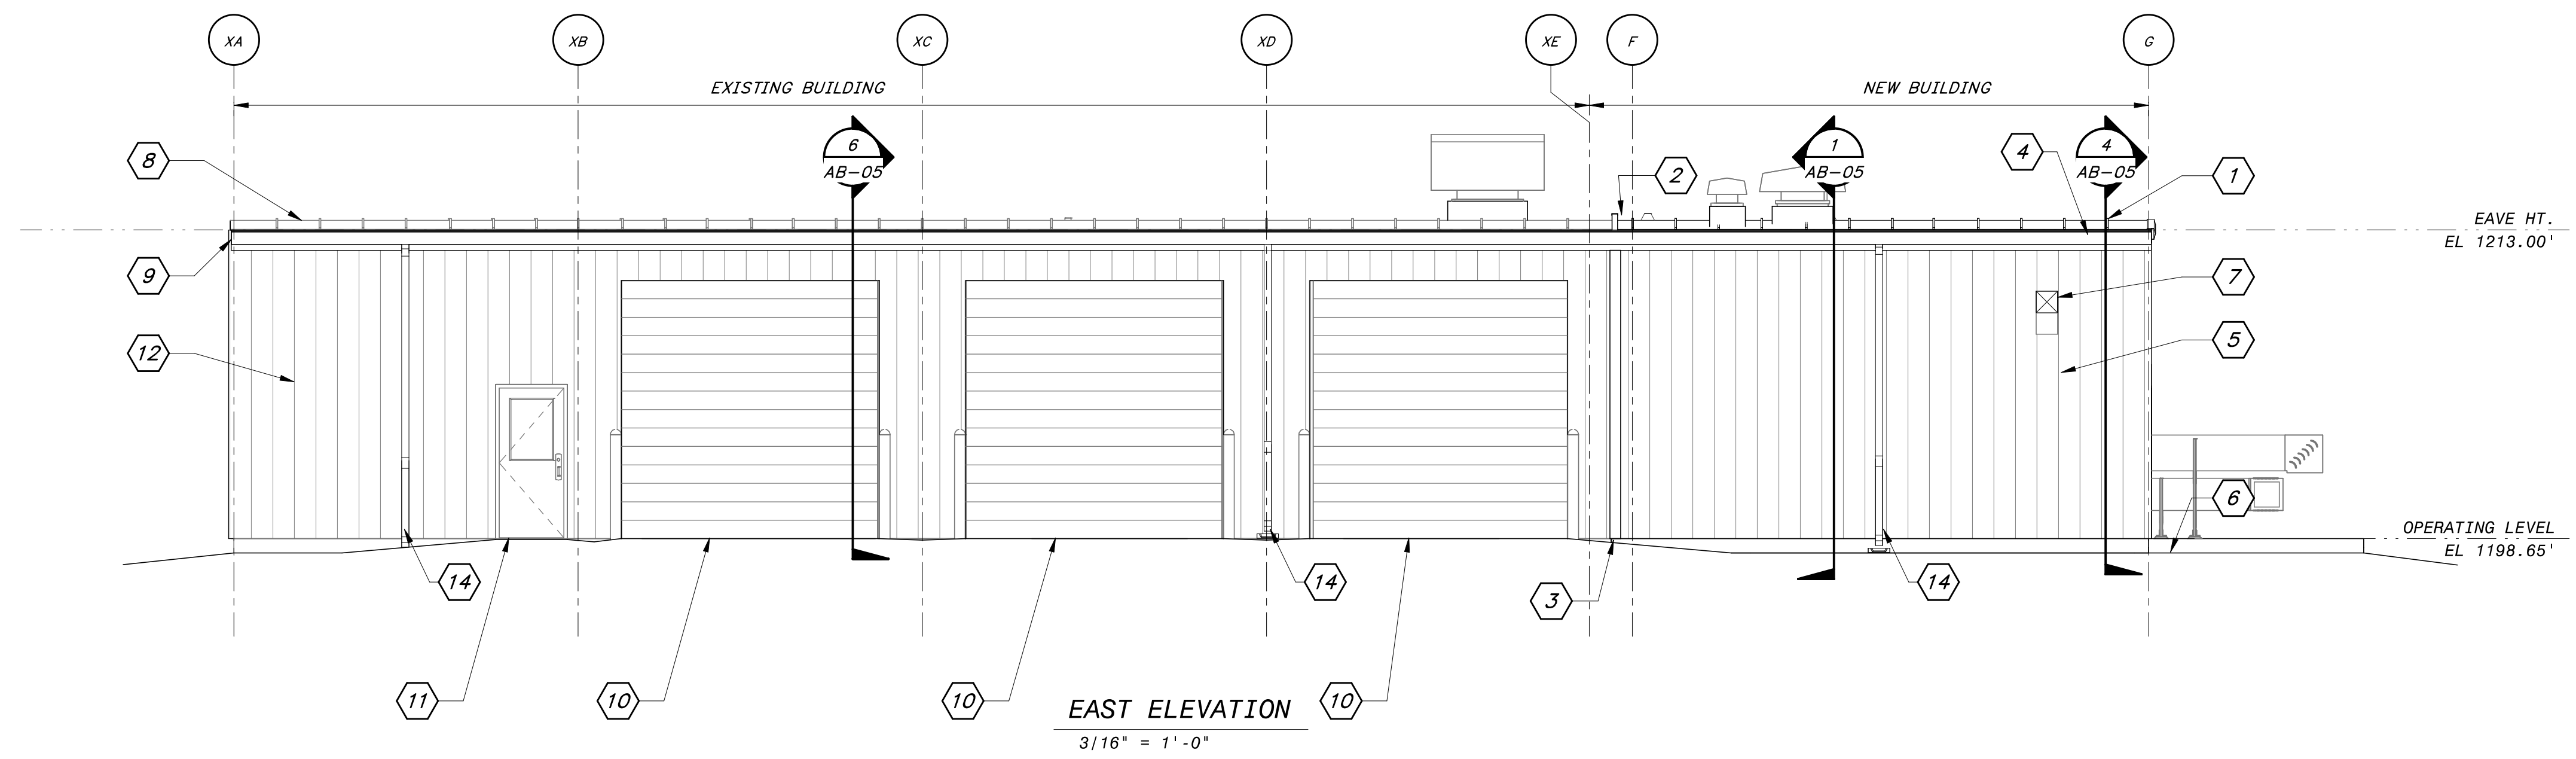 XA
XB
XC
XD
XE
F
G
EXISTING BUILDING
NEW BUILDING
6
AB-05
1
AB-05
4
AB-05
8
2
4
1
EAVE HT.
EL 1213.00'
9
7
12
5
6
OPERATING LEVEL
EL 1198.65'
14
14
3
14
11
10
10
10
EAST ELEVATION
3/16" = 1'-0"